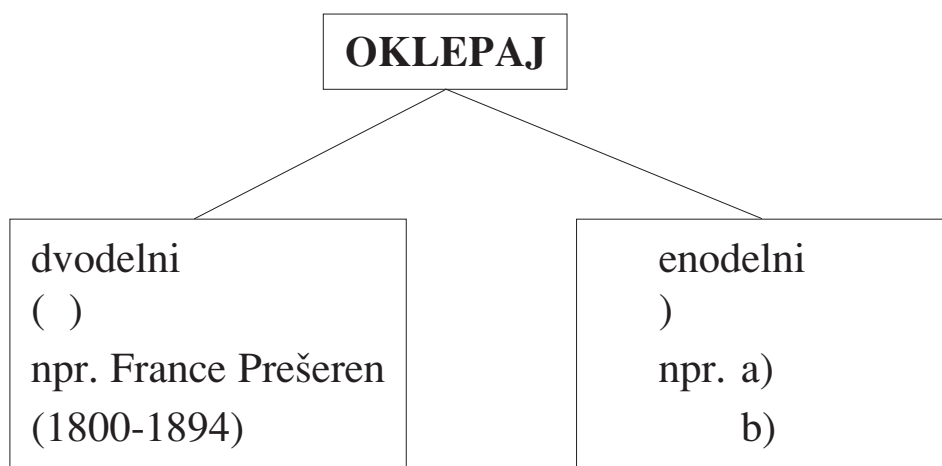 OKLEPAJ
dvodelni
( )
npr. France Prešeren
(1800-1894)
enodelni
)
npr. a)
b)